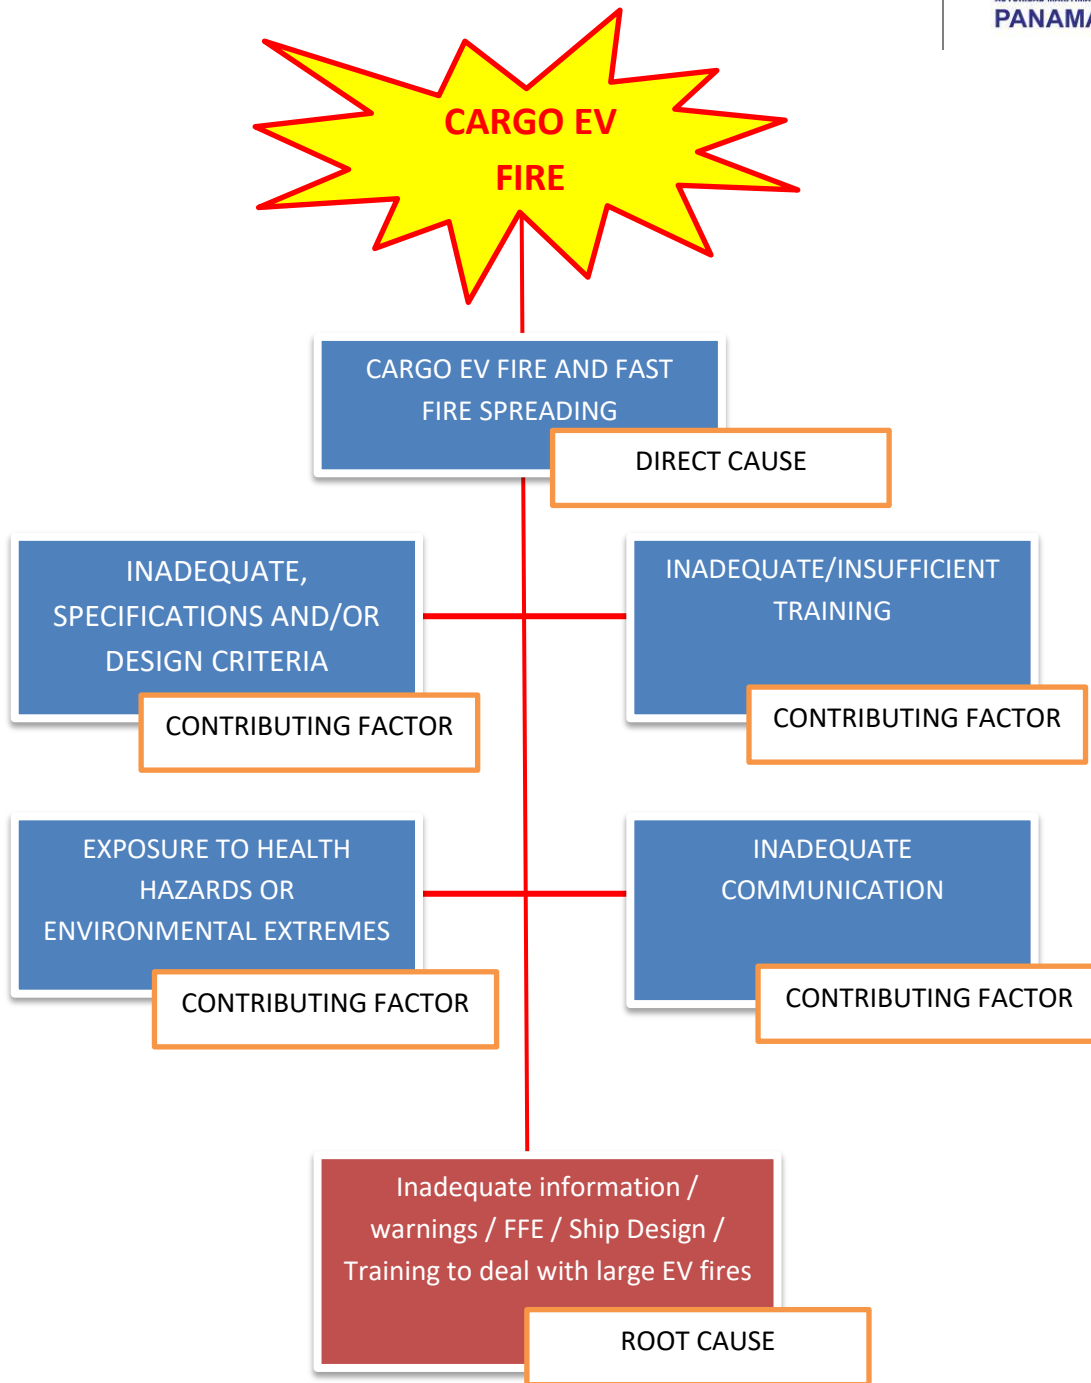 PANAMA
CARGO EV
FIRE
CARGO EV FIRE AND FAST
FIRE SPREADING
DIRECT CAUSE
INADEQUATE,
SPECIFICATIONS AND/OR
DESIGN CRITERIA
CONTRIBUTING FACTOR
INADEQUATE/INSUFFICIENT
TRAINING
CONTRIBUTING FACTOR
EXPOSURE TO HEALTH
HAZARDS OR
ENVIRONMENTAL EXTREMES
CONTRIBUTING FACTOR
INADEQUATE
COMMUNICATION
CONTRIBUTING FACTOR
Inadequate information /
warnings / FFE / Ship Design /
Training to deal with large EV fires
ROOT CAUSE